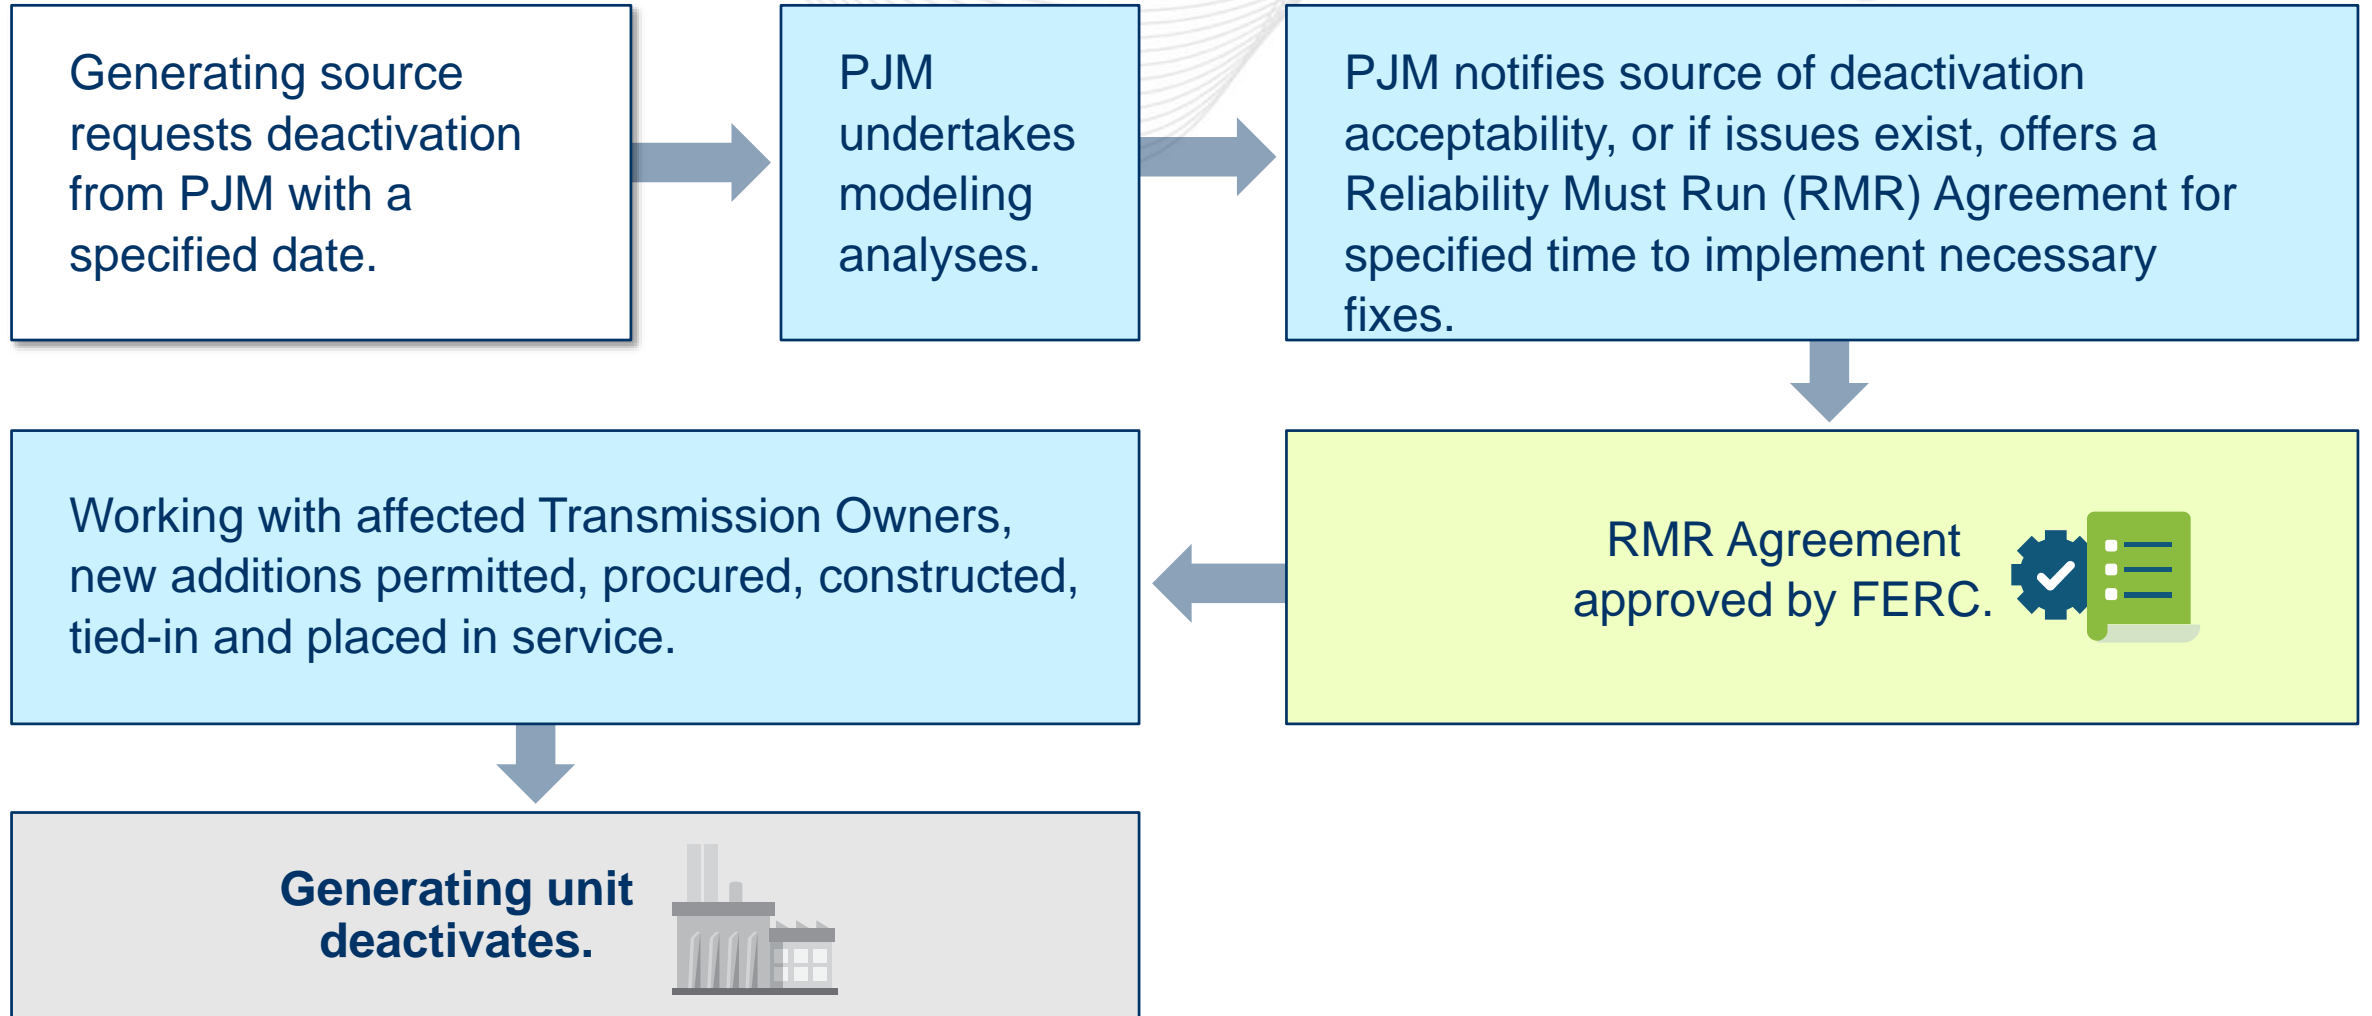 Generating source
requests deactivation
from PJM with a
specified date.
PJM
undertakes
modeling
analyses.
PJM notifies source of deactivation
acceptability, or if issues exist, offers a
Reliability Must Run (RMR) Agreement for
specified time to implement necessary
fixes.
RMR Agreement
approved by FERC.
Working with affected Transmission Owners,
new additions permitted, procured, constructed,
tied-in and placed in service.
Generating unit
deactivates.